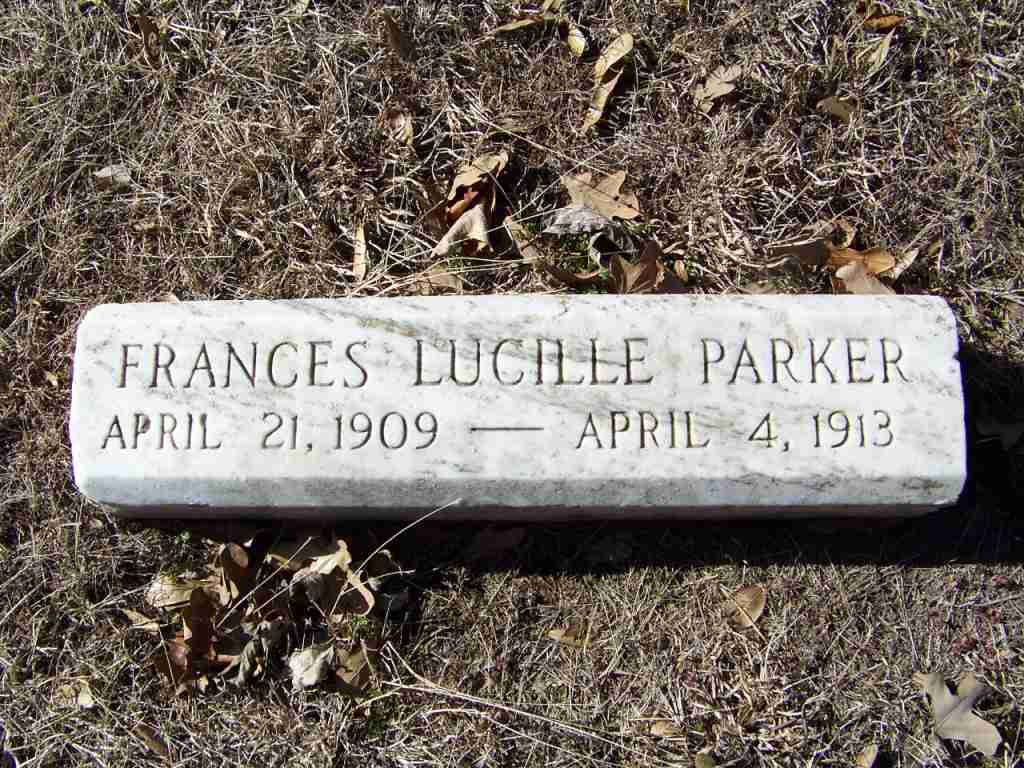 FRANCES LUCILLE PARKER
APRIL 21, 1909 — APRIL 4, 1913